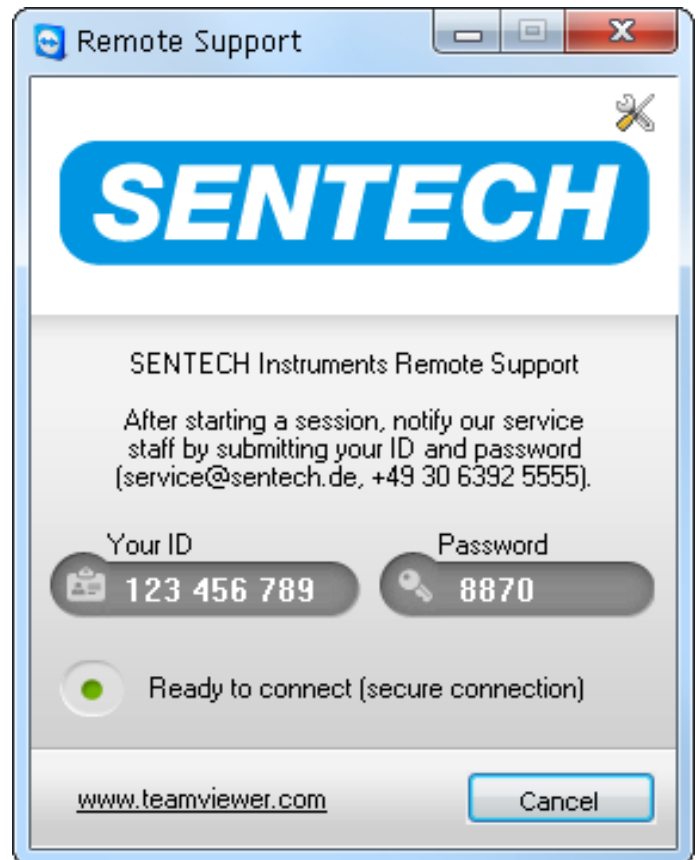 Remote Support
SENTECH
SENTECH Instruments Remote Support
After starting a session, notify our service
staff by submitting your ID and password
(service@sentech.de, +49 30 6392 5555).
Your ID
Password
123 456 789
8870
Ready to connect (secure connection)
www.teamviewer.com
Cancel